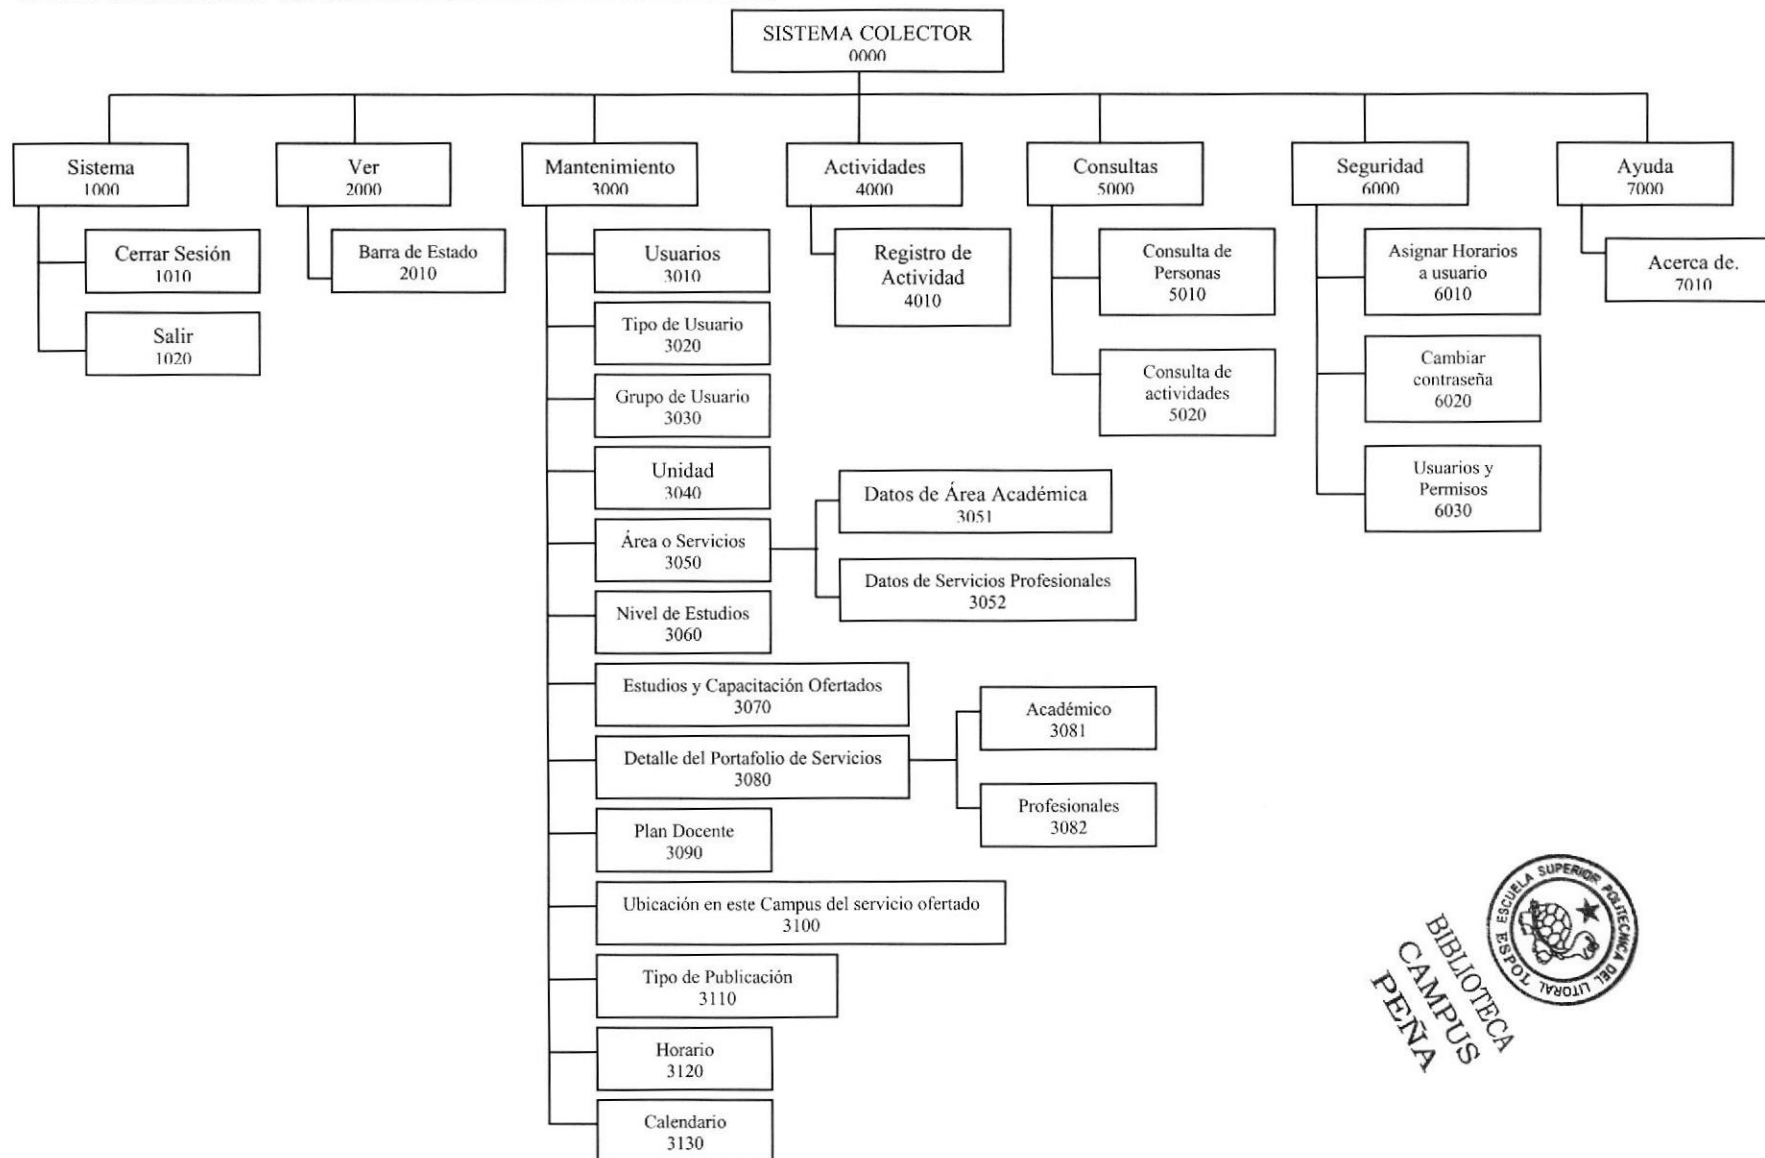 SISTEMA COLECTOR
0000
Sistema
1000
Cerrar Sesión
1010
Salir
1020
Ver
2000
Barra de Estado
2010
Mantenimiento
3000
Usuarios
3010
Tipo de Usuario
3020
Grupo de Usuario
3030
Unidad
3040
Área o Servicios
3050
Datos de Área Académica
3051
Datos de Servicios Profesionales
3052
Nivel de Estudios
3060
Estudios y Capacitación Ofertados
3070
Detalle del Portafolio de Servicios
3080
Académico
3081
Profesionales
3082
Plan Docente
3090
Ubicación en este Campus del servicio ofertado
3100
Tipo de Publicación
3110
Horario
3120
Calendario
3130
Actividades
4000
Registro de
Actividad
4010
Consultas
5000
Consulta de
Personas
5010
Consulta de
actividades
5020
Seguridad
6000
Asignar Horarios
a usuario
6010
Cambiar
contraseña
6020
Usuarios y
Permisos
6030
Ayuda
7000
Acerca de.
7010
ESCUELA SUPERIOR POLITECNICA DEL LITORAL
ESPOL
BIBLIOTECA
CAMPUS
PEÑA